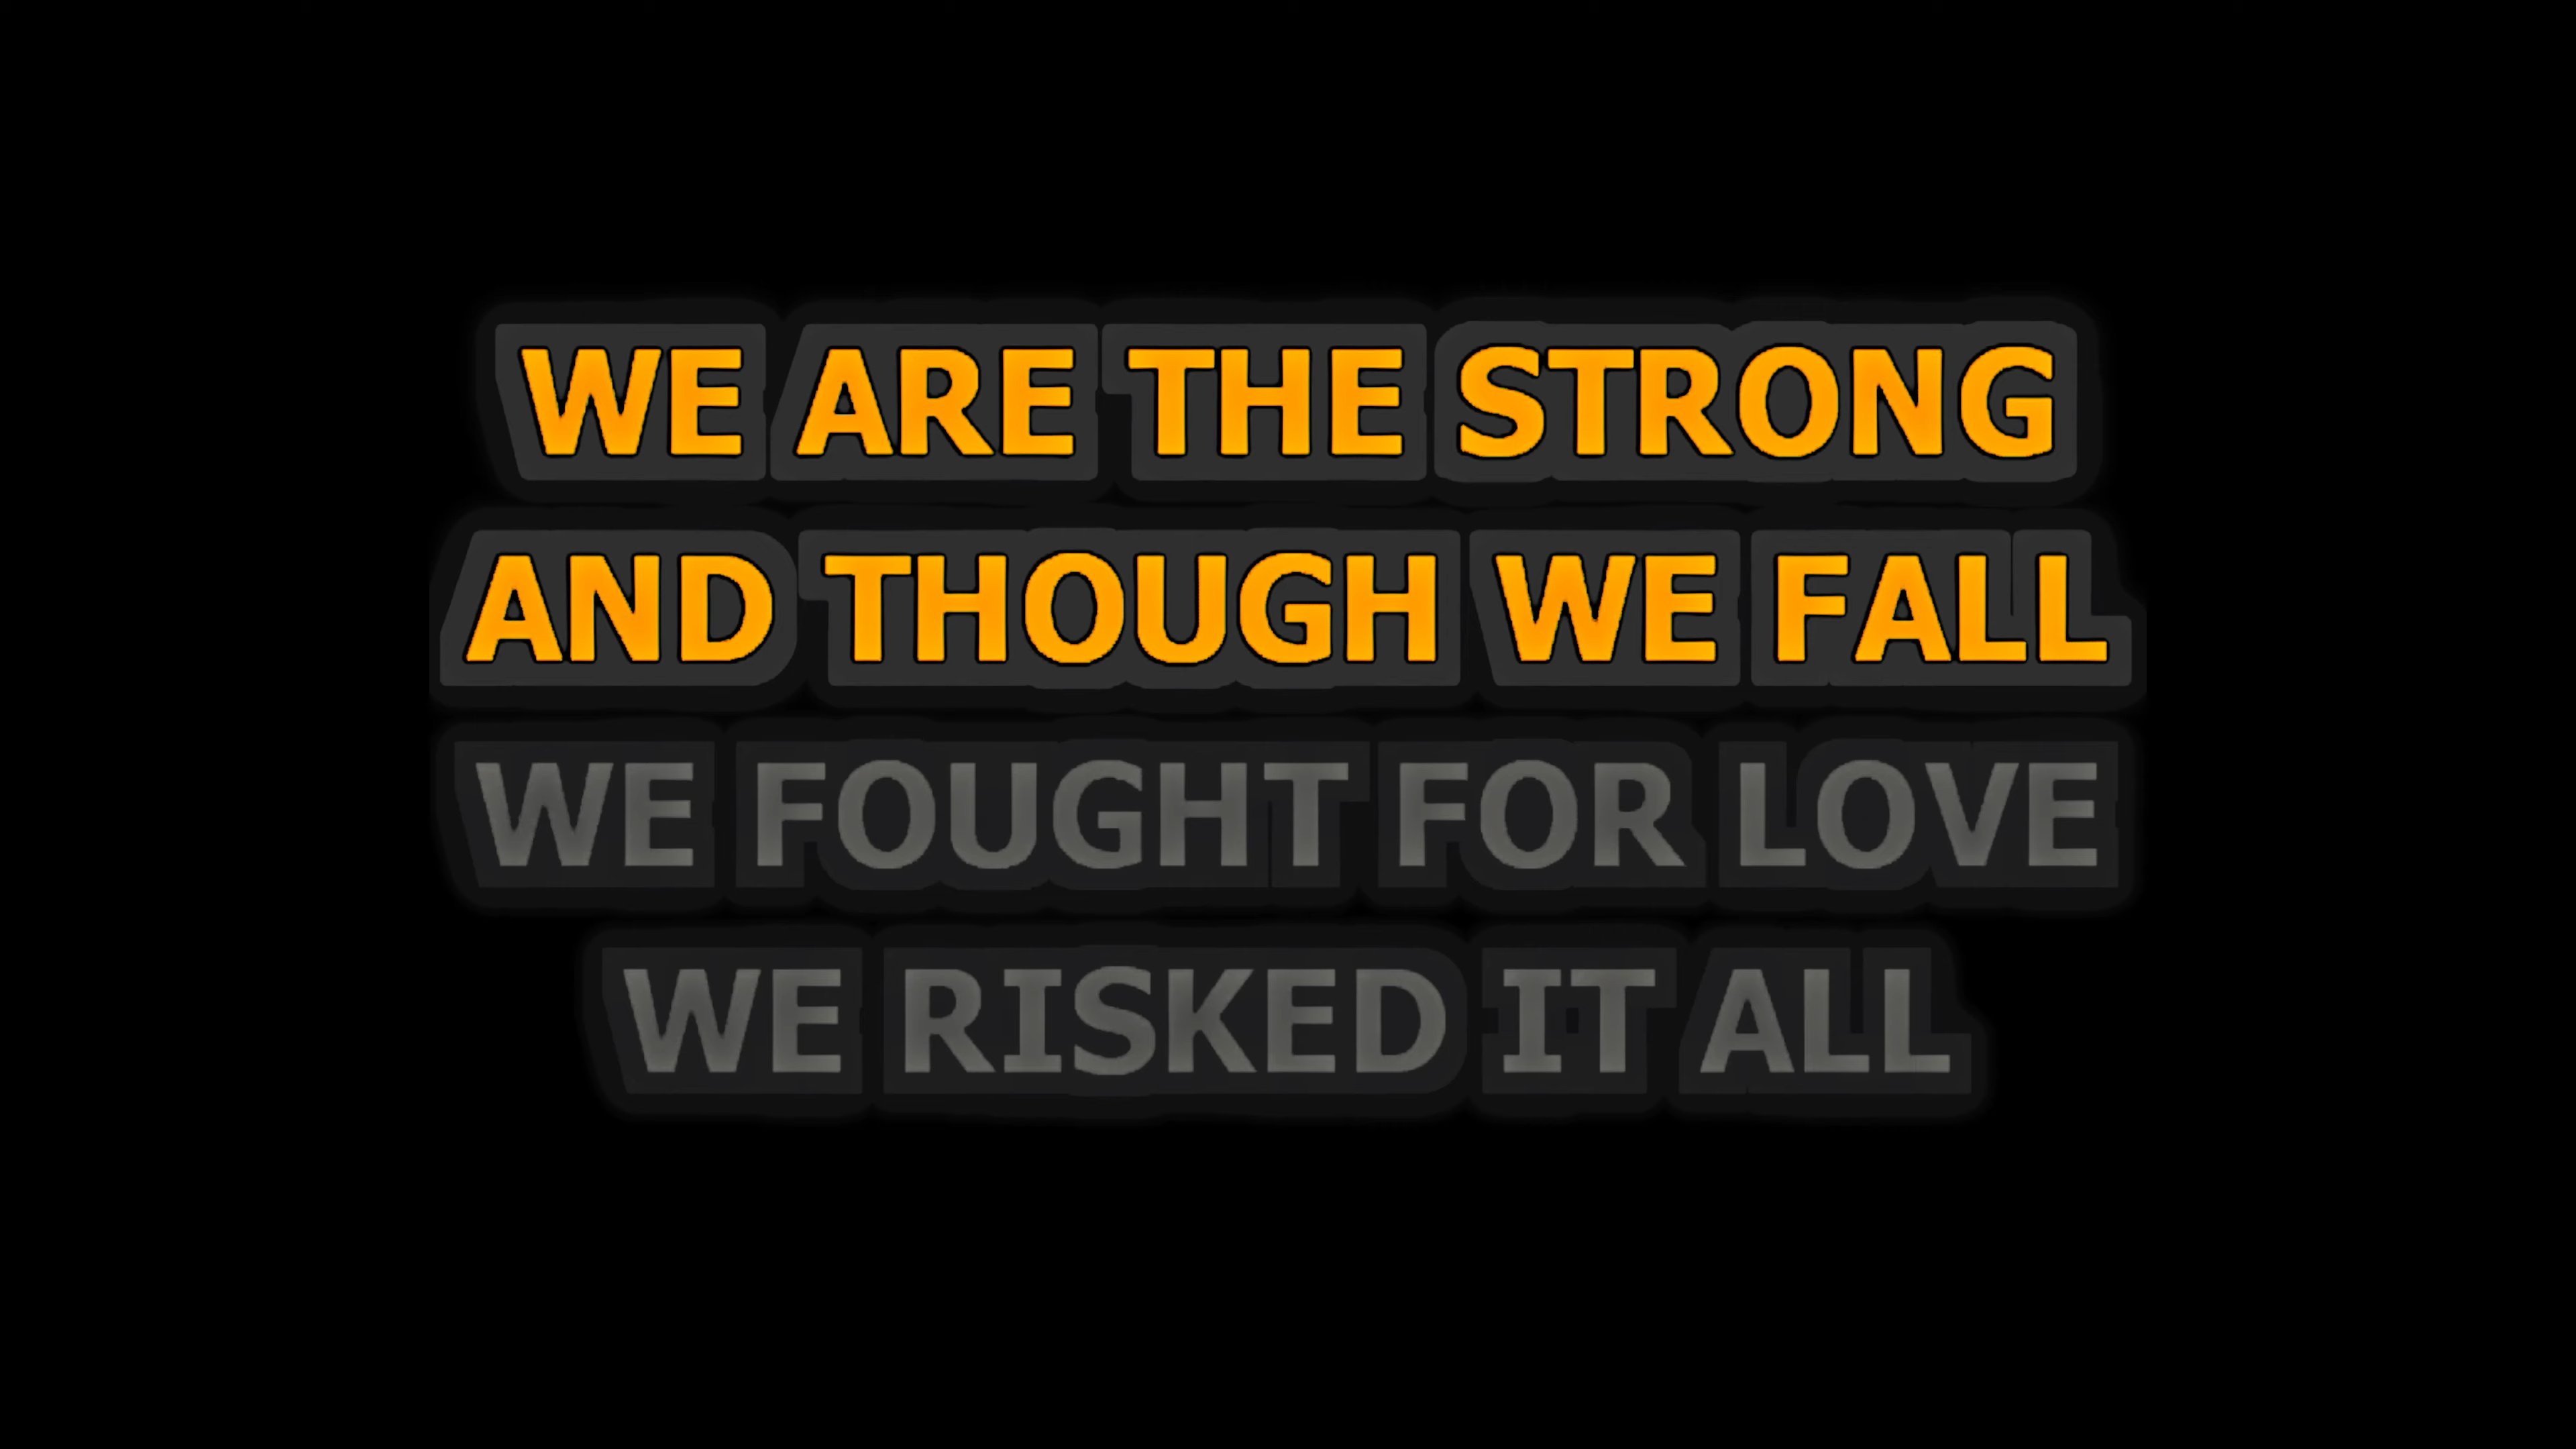 WE ARE THE STRONG
AND THOUGH WE FALL
WE FOUGHT FOR LOVE
WE RISKED IT ALL